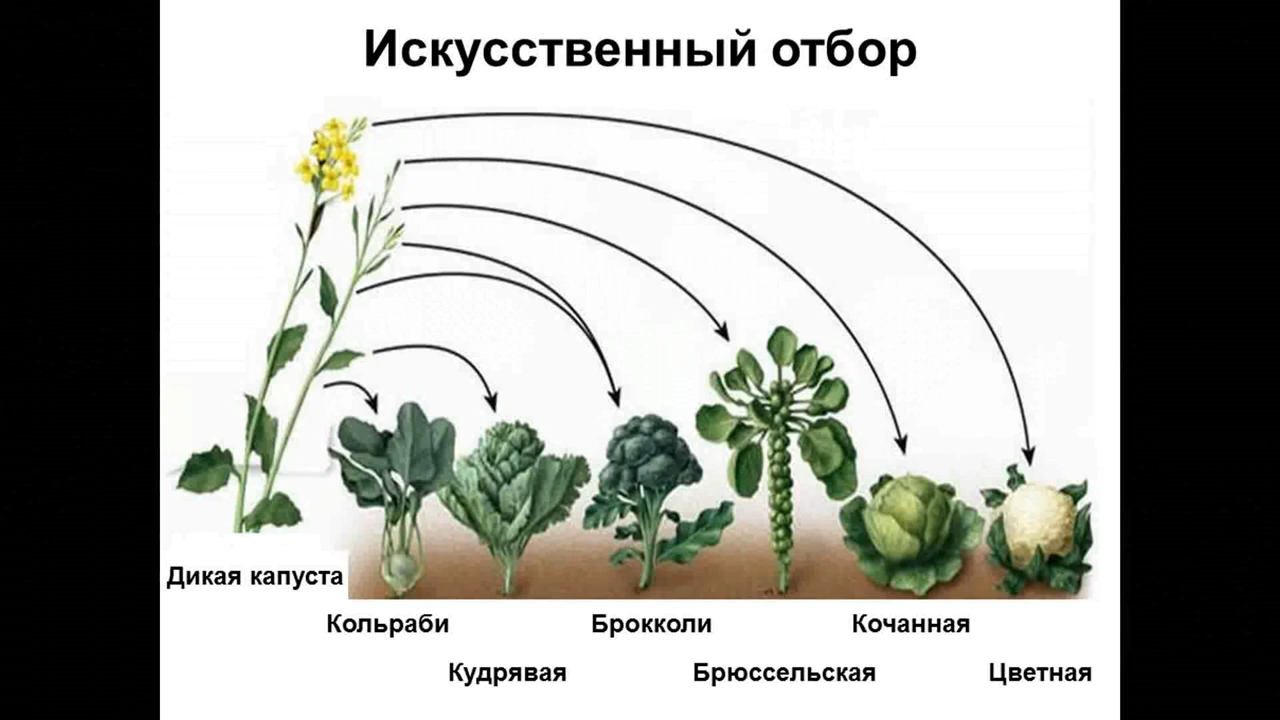 Искусственный отбор
Дикая капуста
Кольраби
Брокколи
Кочанная
Кудрявая
Брюссельская
Цветная